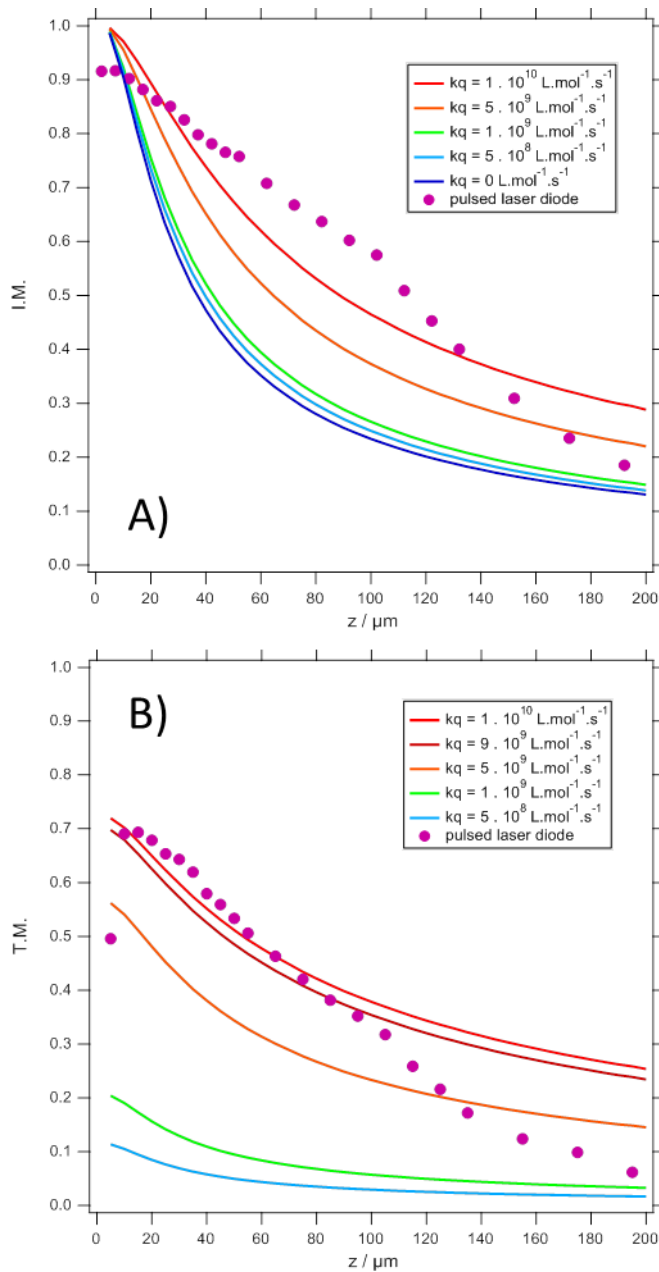 1.0
0.9
0.8
0.7
0.6
0.5
0.4
0.3
0.2
0.1
0.0
I.M.
kq = 1 . 10¹⁰ L.mol⁻¹.s⁻¹
kq = 5 . 10⁹ L.mol⁻¹.s⁻¹
kq = 1 . 10⁹ L.mol⁻¹.s⁻¹
kq = 5 . 10⁸ L.mol⁻¹.s⁻¹
kq = 0 L.mol⁻¹.s⁻¹
pulsed laser diode
A)
0 20 40 60 80 100 120 140 160 180 200
z / µm
1.0
0.9
0.8
0.7
0.6
0.5
0.4
0.3
0.2
0.1
0.0
T.M.
B)
kq = 1 . 10¹⁰ L.mol⁻¹.s⁻¹
kq = 9 . 10⁹ L.mol⁻¹.s⁻¹
kq = 5 . 10⁹ L.mol⁻¹.s⁻¹
kq = 1 . 10⁹ L.mol⁻¹.s⁻¹
kq = 5 . 10⁸ L.mol⁻¹.s⁻¹
pulsed laser diode
0 20 40 60 80 100 120 140 160 180 200
z / µm